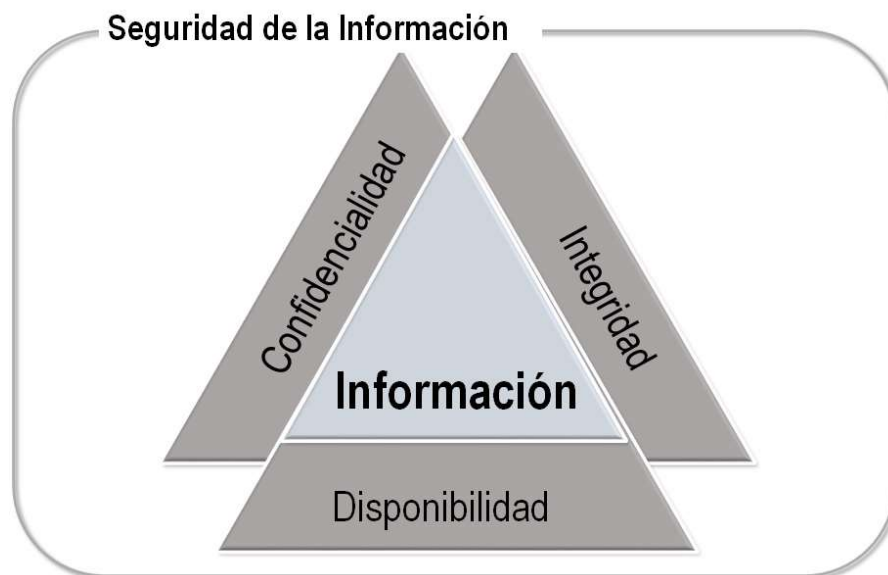 Seguridad de la Información
Confidencialidad
Integridad
Información
Disponibilidad